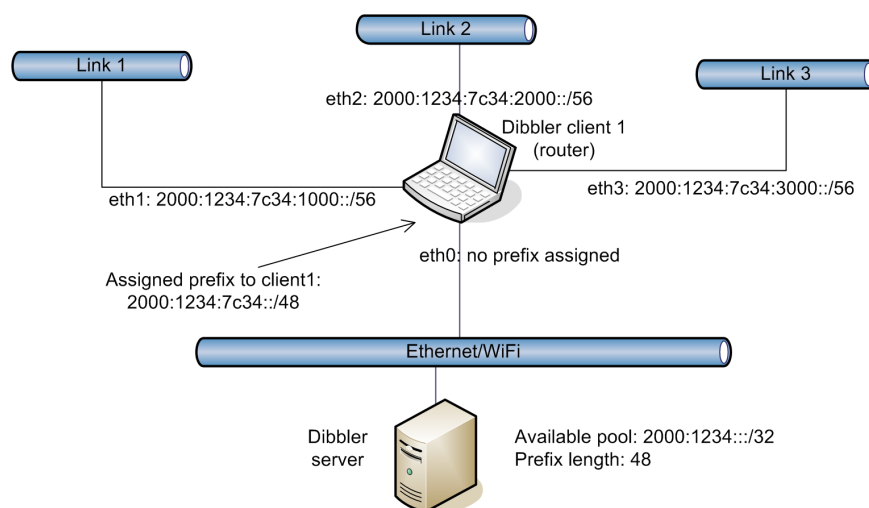 Link 2
Link 1
Link 3
eth2: 2000:1234:7c34:2000::/56
Dibbler client 1
(router)
eth1: 2000:1234:7c34:1000::/56
eth3: 2000:1234:7c34:3000::/56
eth0: no prefix assigned
Assigned prefix to client1:
2000:1234:7c34::/48
Ethernet/WiFi
Dibbler
server
Available pool: 2000:1234:::/32
Prefix length: 48